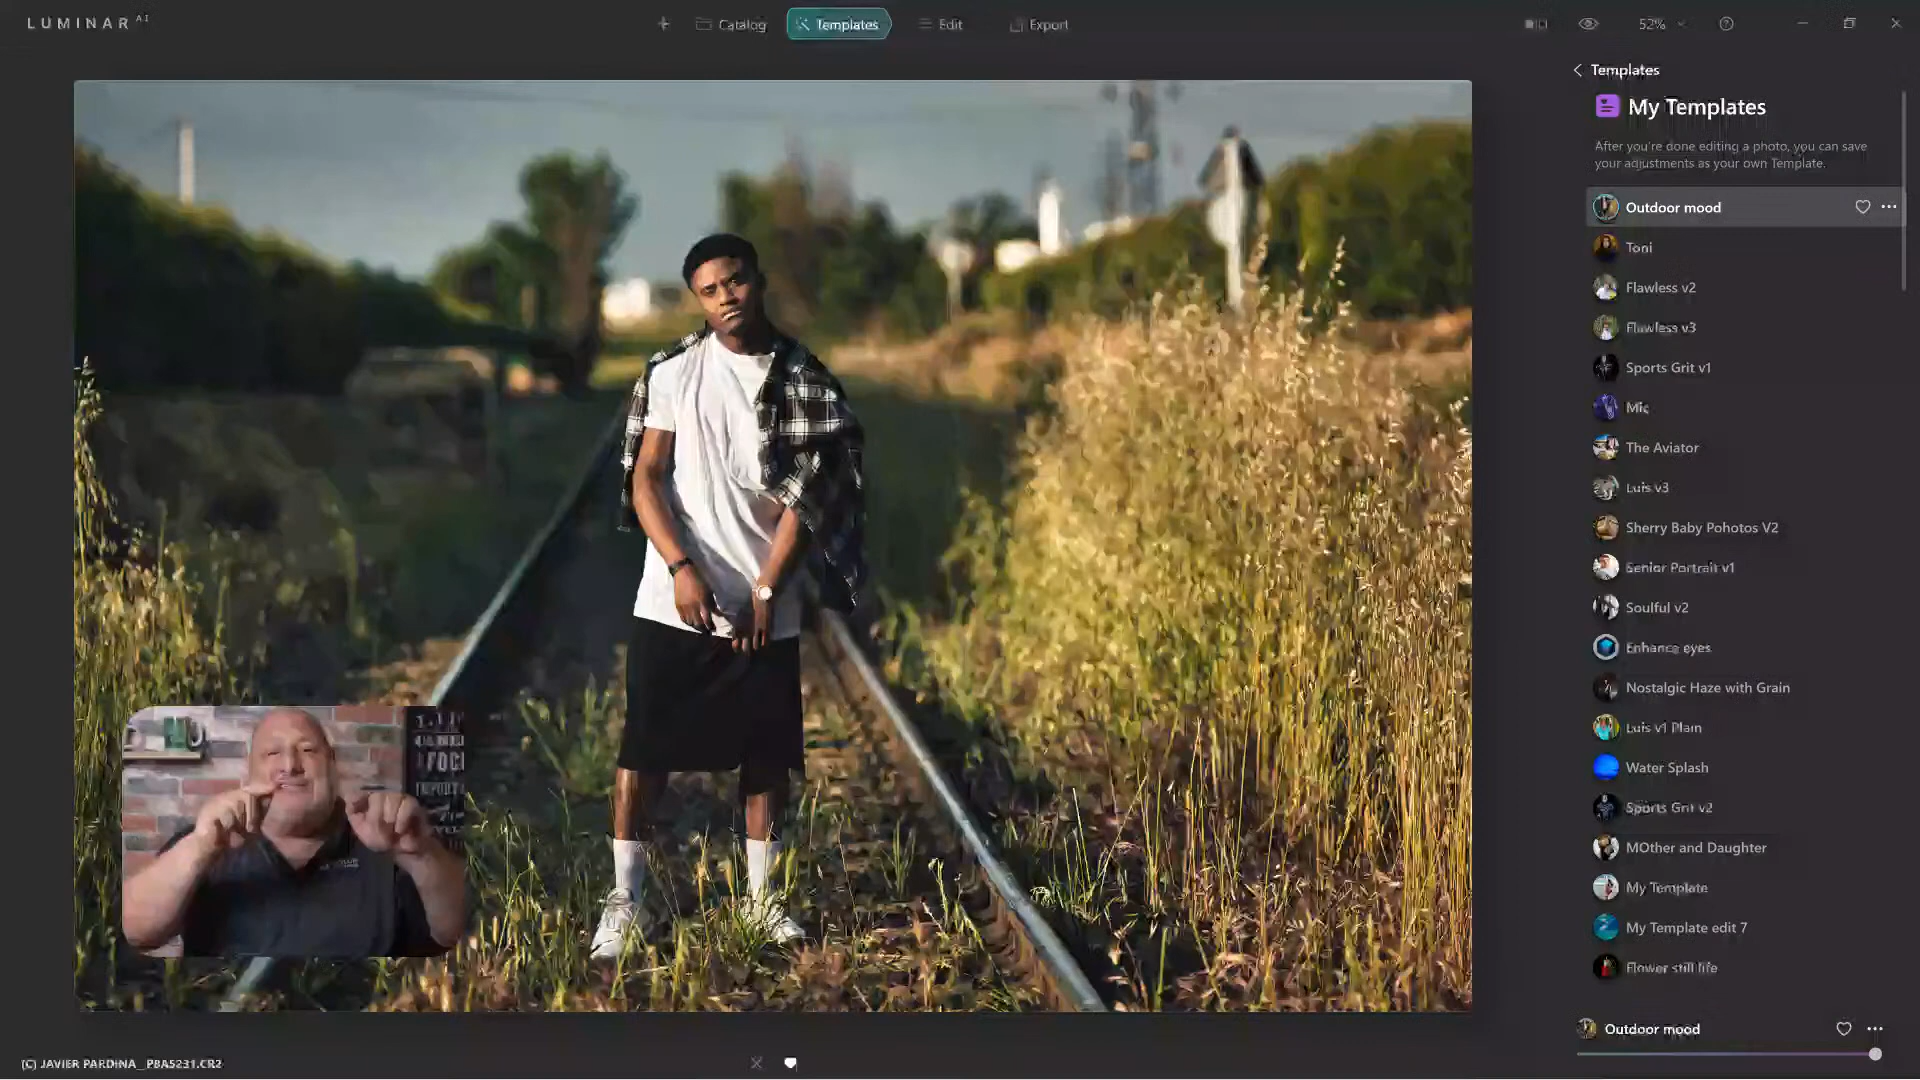 LUMINAR AI
Catalog
Templates
Edit
Export
52%
Templates
My Templates
After you're done editing a photo, you can save
your adjustments as your own Template.
Outdoor mood
Toni
Flawless v2
Flawless v3
Sports Grit v1
Mic
The Aviator
Luis v3
Sherry Baby Pohotos V2
Senior Portrait v1
Soulful v2
Enhance eyes
Nostalgic Haze with Grain
Luis v1 Plain
Water Splash
Sports Grit v2
MOther and Daughter
My Template
My Template edit 7
Flower still life
Outdoor mood
(C) JAVIER PARDINA_PBA5231.CR2